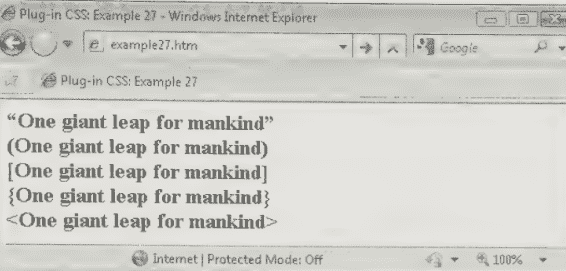 Plug-in CSS: Example 27 - Windows Internet Explorer
example27.htm
Google
Plug-in CSS: Example 27
“One giant leap for mankind”
(One giant leap for mankind)
[One giant leap for mankind]
{One giant leap for mankind}
<One giant leap for mankind>
Internet | Protected Mode: Off
100%